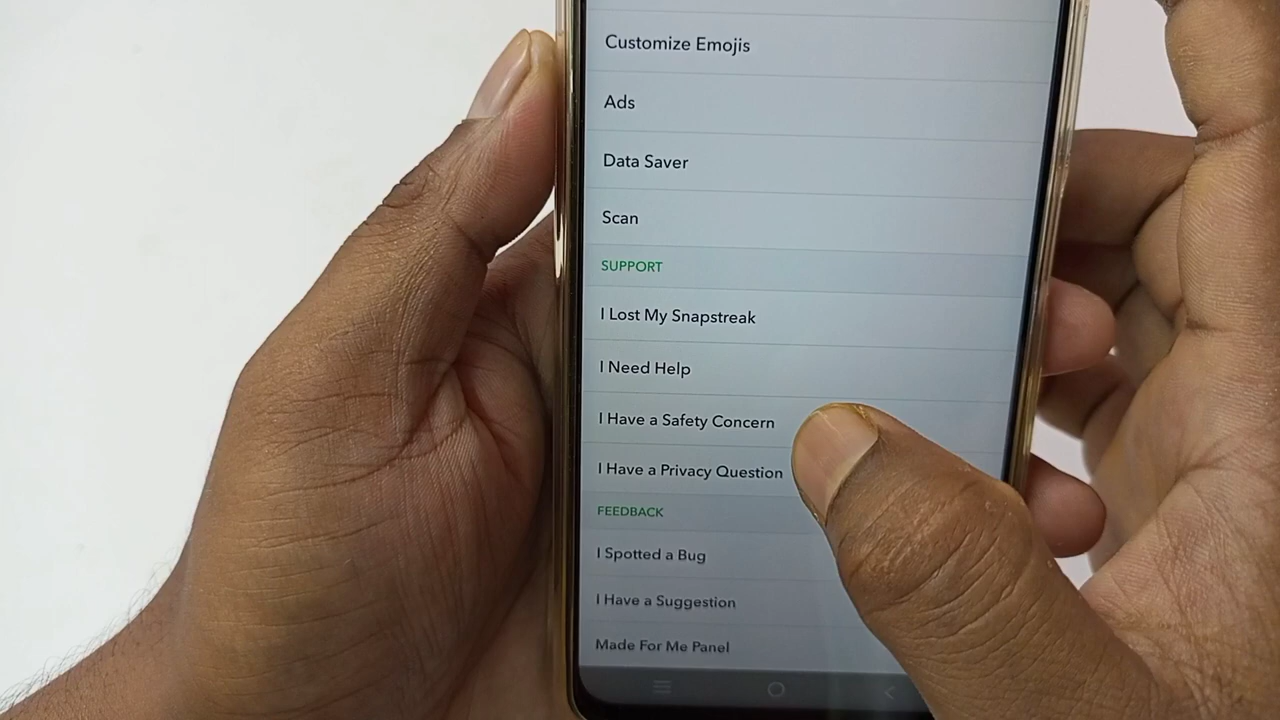 Customize Emojis
Ads
Data Saver
Scan
SUPPORT
I Lost My Snapstreak
I Need Help
I Have a Safety Concern
I Have a Privacy Question
FEEDBACK
I Spotted a Bug
I Have a Suggestion
Made For Me Panel